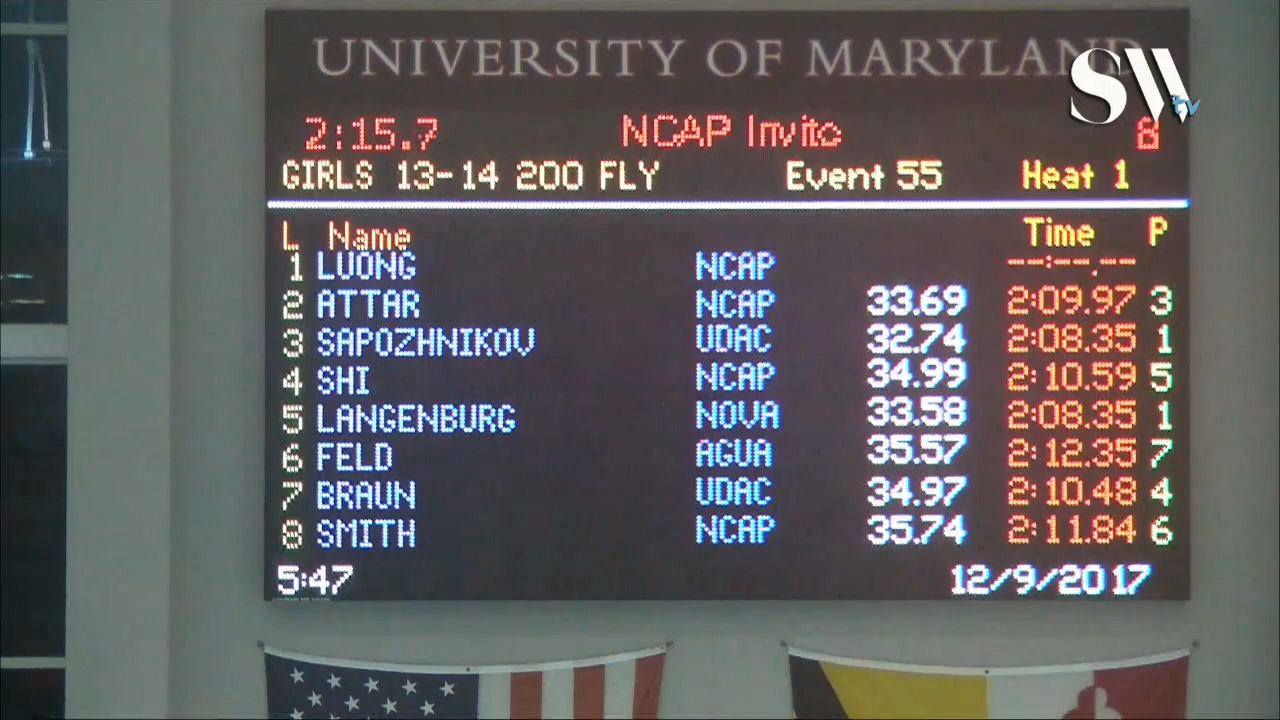 UNIVERSITY OF MARYLAND
SW TV
2:15.7 NCAP Invite 8
GIRLS 13-14 200 FLY Event 55 Heat 1
L Name Time P
1 LUONG NCAP --:--.--
2 ATTAR NCAP 33.69 2:09.97 3
3 SAPOZHNIKOV UDAC 32.74 2:08.35 1
4 SHI NCAP 34.99 2:10.59 5
5 LANGENBURG NOVA 33.58 2:08.35 1
6 FELD AGUA 35.57 2:12.35 7
7 BRAUN UDAC 34.97 2:10.48 4
8 SMITH NCAP 35.74 2:11.84 6
5:47 12/9/2017